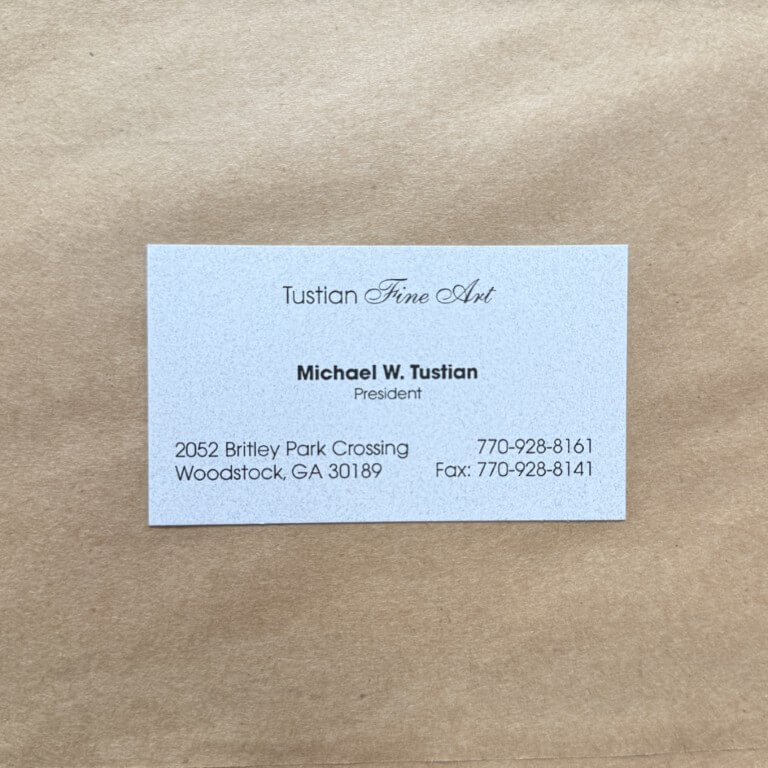 Tustian Fine Art
Michael W. Tustian
President
2052 Britley Park Crossing
Woodstock, GA 30189
770-928-8161
Fax: 770-928-8141